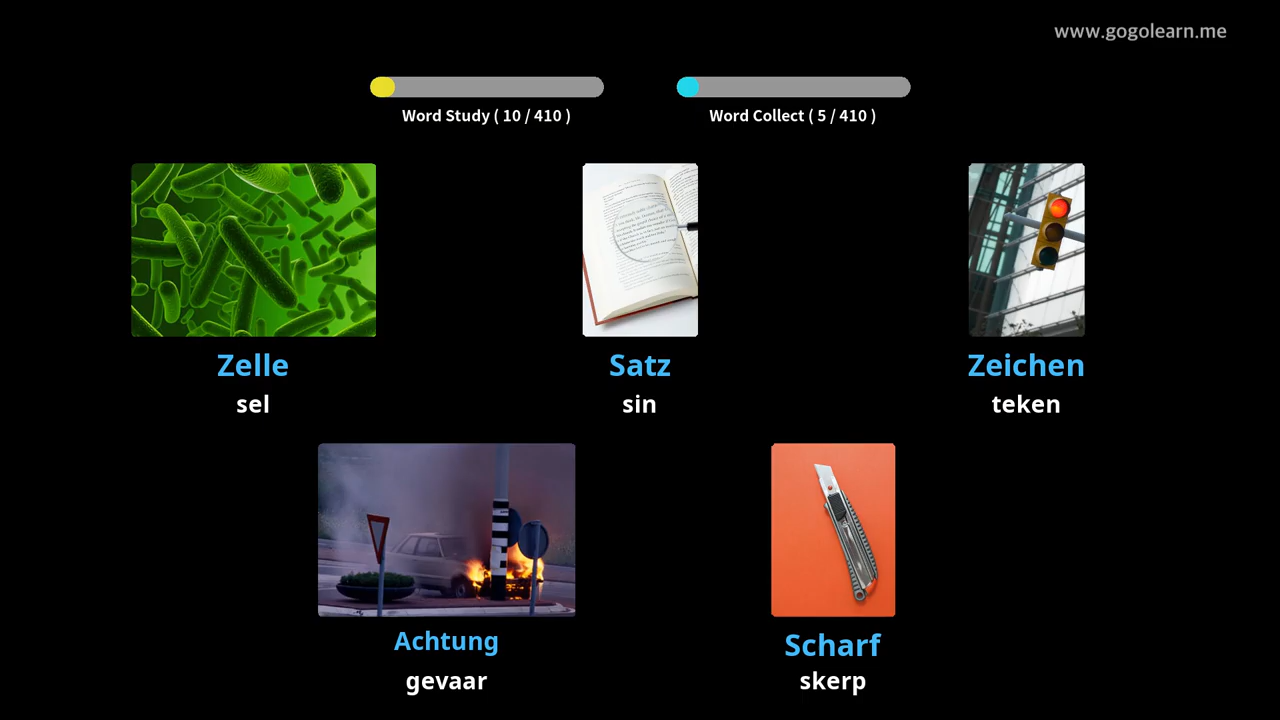 www.gogolearn.me
Word Study ( 10 / 410 )
Word Collect ( 5 / 410 )
Zelle
sel
Satz
sin
Zeichen
teken
Achtung
gevaar
Scharf
skerp